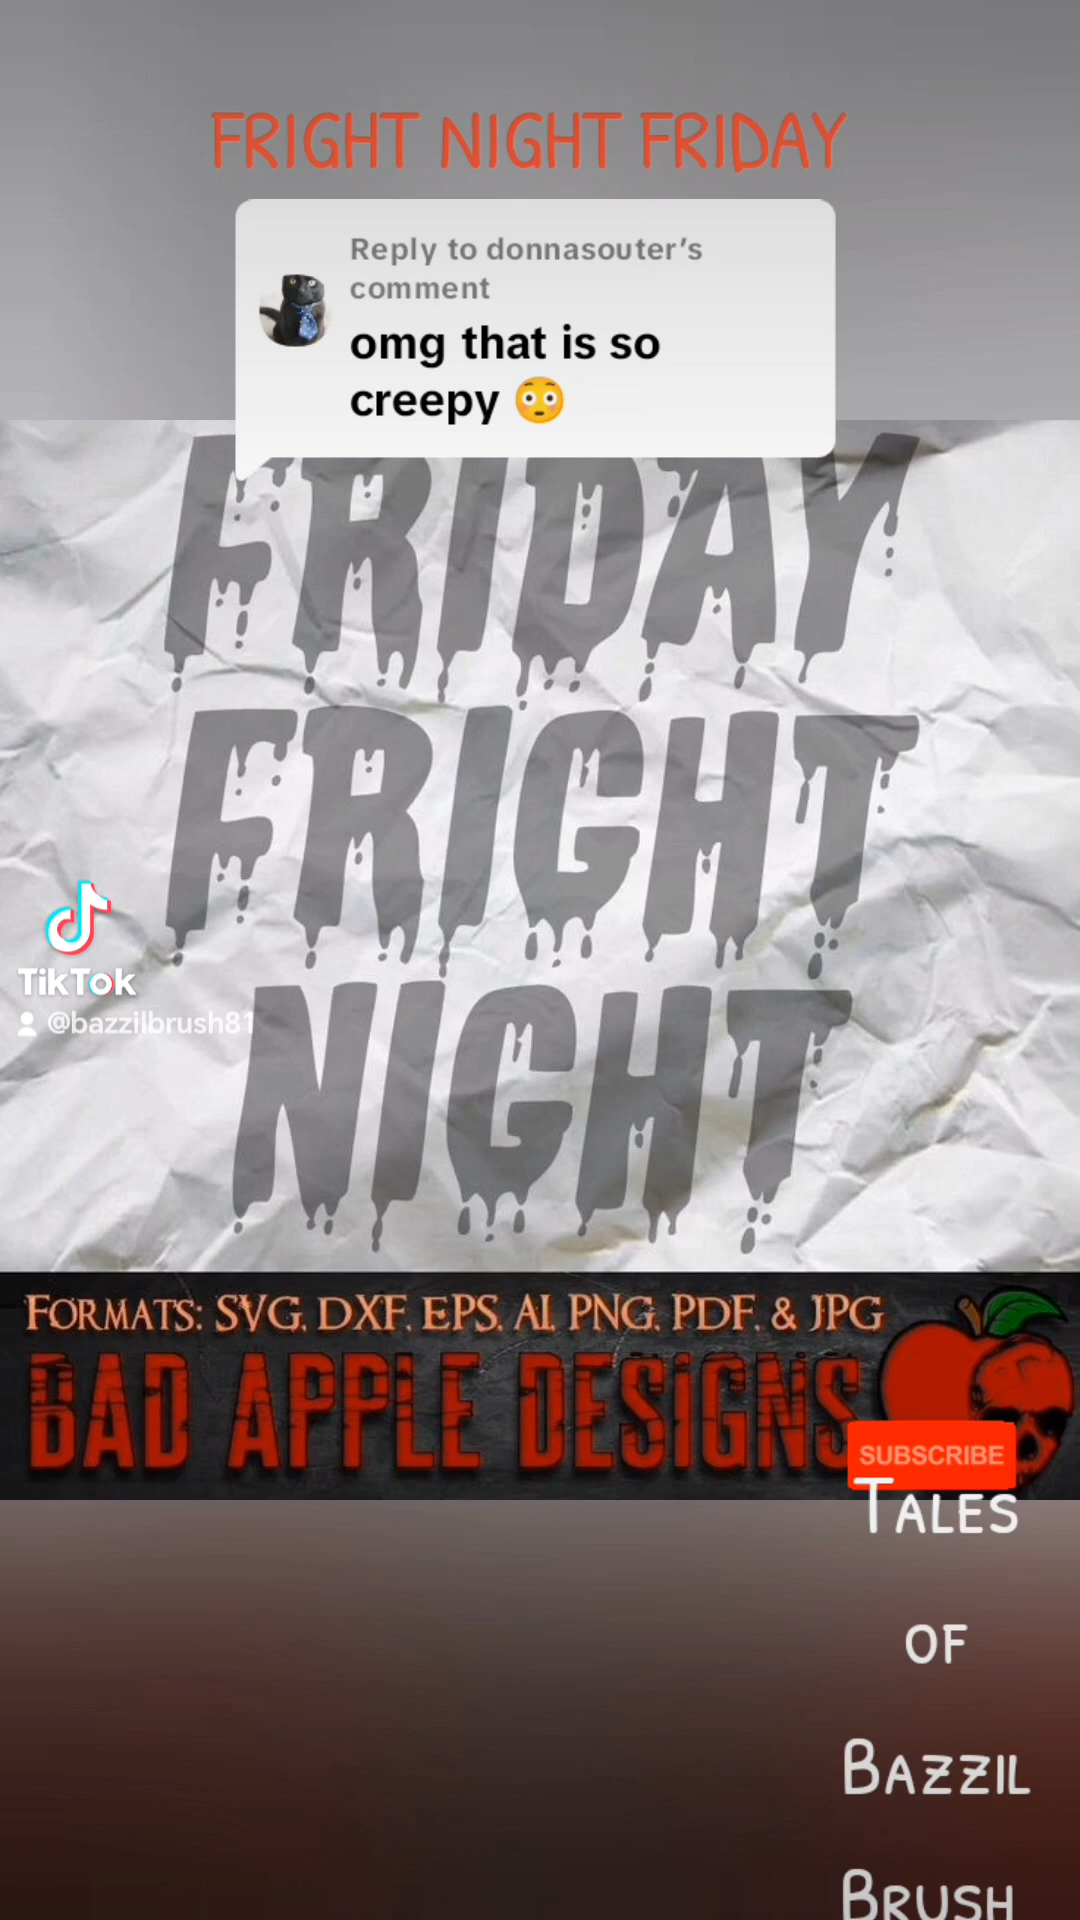 FRIGHT NIGHT FRIDAY
Reply to donnasouter's
comment
omg that is so
creepy 😳
FRIDAY
FRIGHT
NIGHT
TikTok
@bazzilbrush81
FORMATS: SVG, DXF, EPS, AI, PNG, PDF, & JPG
BAD APPLE DESIGNS
SUBSCRIBE
TALES
OF
BAZZIL
BRUSH